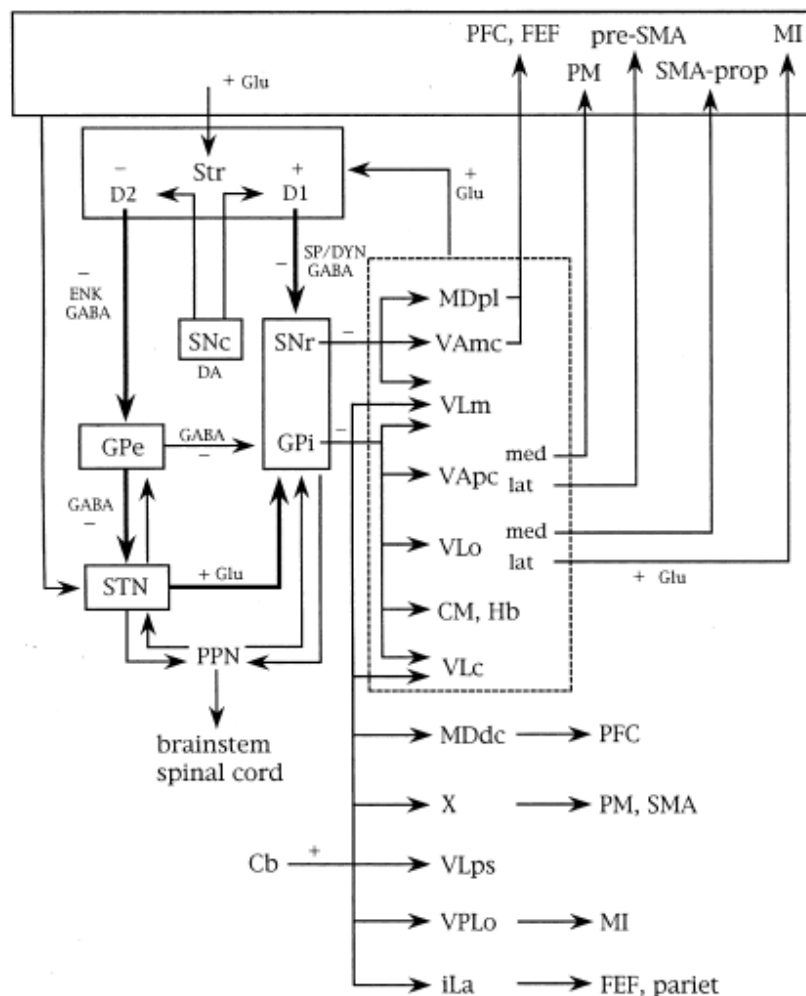 PFC, FEF
pre-SMA
MI
PM
SMA-prop
+ Glu
Str
−
D2
+
D1
+
Glu
−
ENK
GABA
−
SP/DYN
GABA
SNc
DA
SNr
−
MDpl
VAmc
VLm
GPe
GABA
−
GPi
−
VApc
med
lat
GABA
−
VLo
med
lat
+ Glu
STN
+ Glu
CM, Hb
PPN
VLc
brainstem
spinal cord
MDdc
PFC
X
PM, SMA
Cb
+
VLps
VPLo
MI
iLa
FEF, pariet